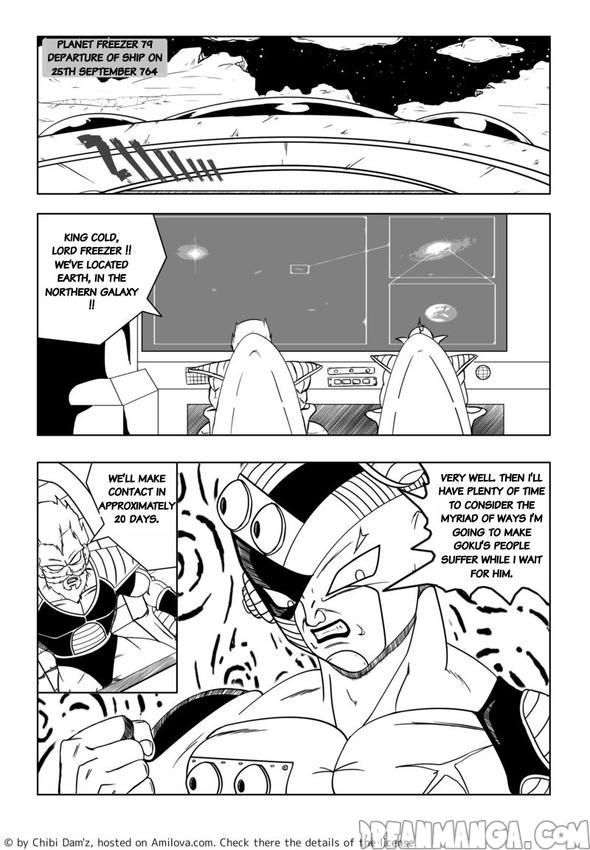 PLANET FREEZER 79
DEPARTURE OF SHIP ON
25TH SEPTEMBER 764
KING COLD,
LORD FREEZER !!
WE'VE LOCATED
EARTH, IN THE
NORTHERN GALAXY
!!
WE'LL MAKE
CONTACT IN
APPROXIMATELY
20 DAYS.
VERY WELL. THEN I'LL
HAVE PLENTY OF TIME
TO CONSIDER THE
MYRIAD OF WAYS I'M
GOING TO MAKE
GOKU'S PEOPLE
SUFFER WHILE I WAIT
FOR HIM.
© by Chibi Dam'z, hosted on Amilova.com. Check there the details of the license.
DREAMMANGA.COM